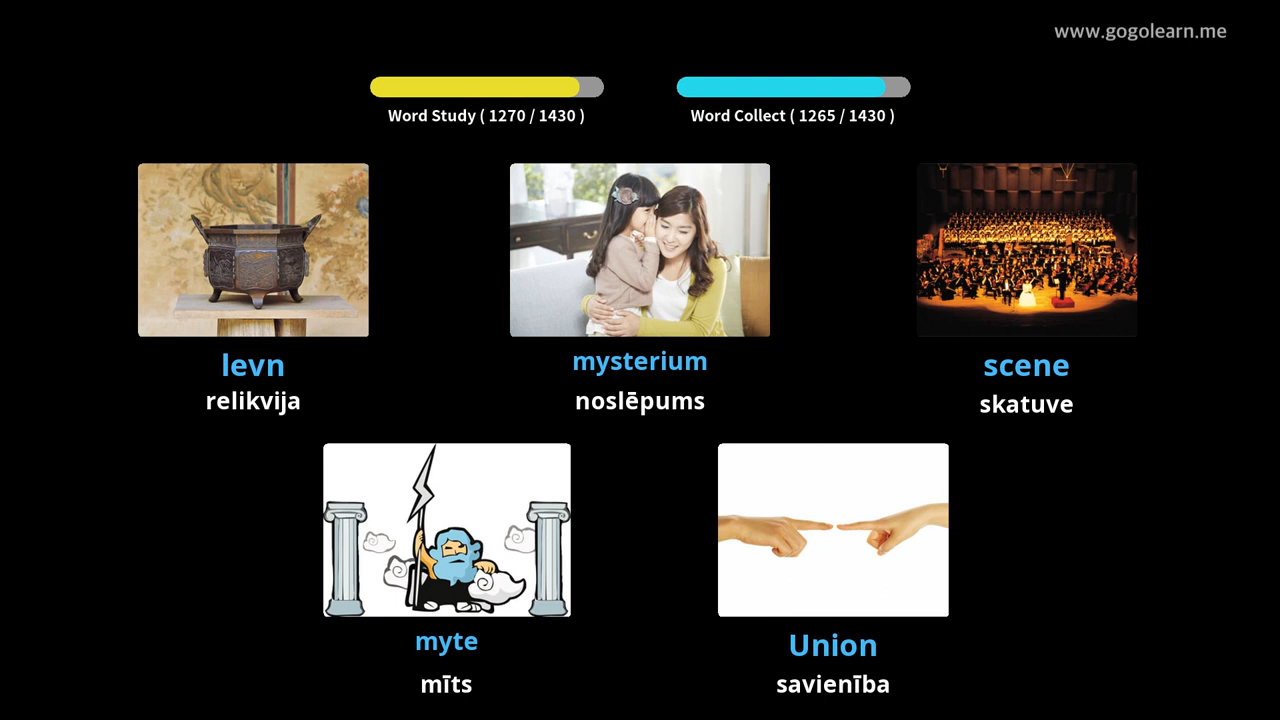 www.gogolearn.me
Word Study ( 1270 / 1430 )
Word Collect ( 1265 / 1430 )
levn
relikvija
mysterium
noslēpums
scene
skatuve
myte
mīts
Union
savienība